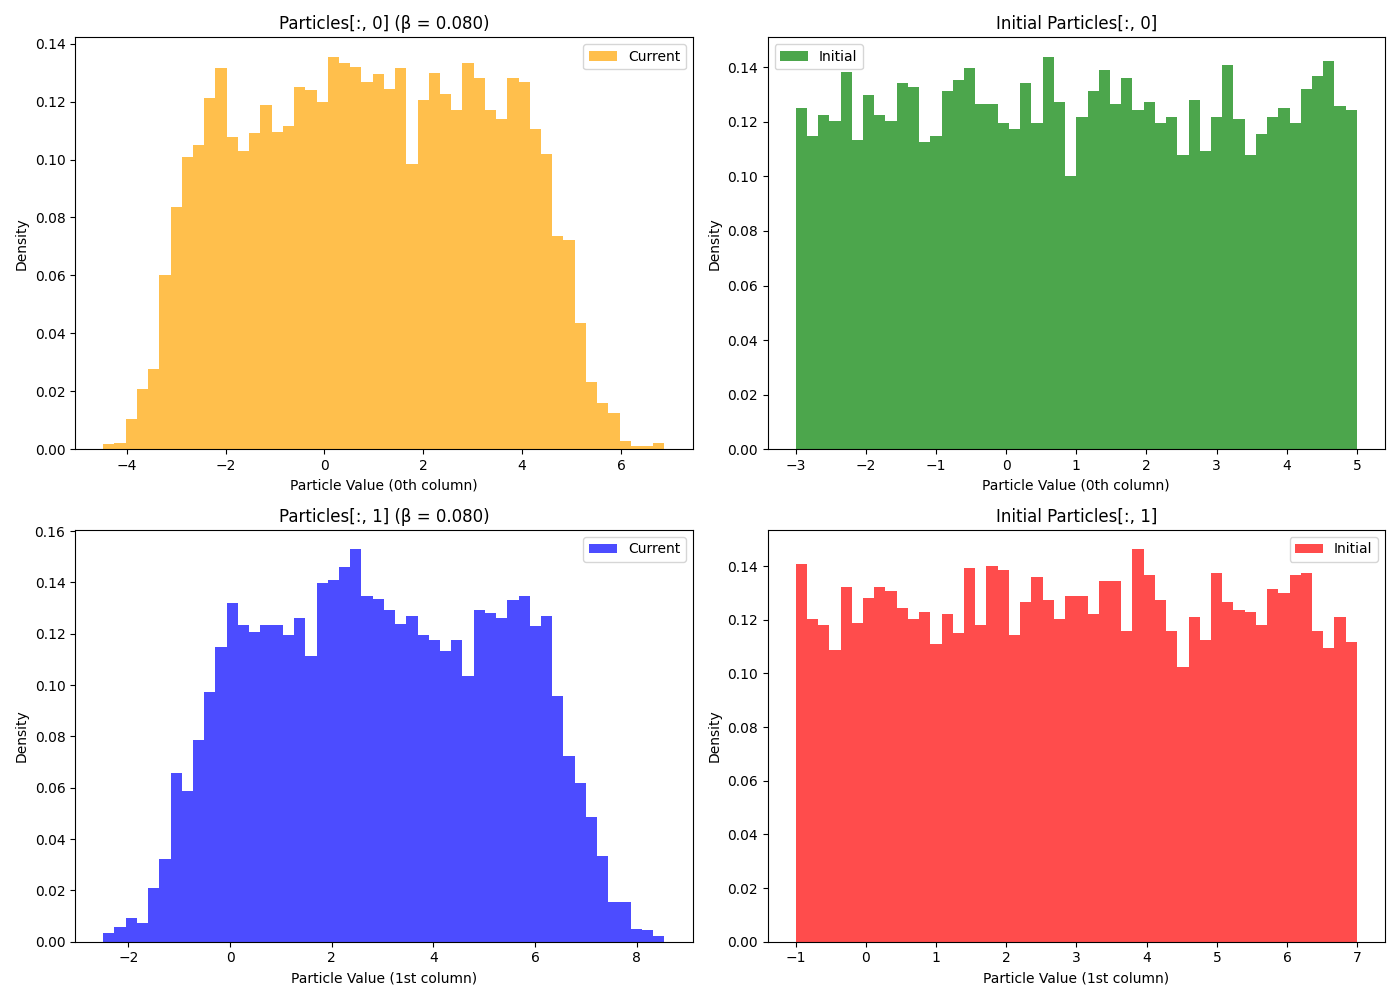 Particles[:, 0] (β = 0.080)
Current
Density
0.14
0.12
0.10
0.08
0.06
0.04
0.02
0.00
−4 −2 0 2 4 6
Particle Value (0th column)
Initial Particles[:, 0]
Initial
Density
0.14
0.12
0.10
0.08
0.06
0.04
0.02
0.00
−3 −2 −1 0 1 2 3 4 5
Particle Value (0th column)
Particles[:, 1] (β = 0.080)
Current
Density
0.16
0.14
0.12
0.10
0.08
0.06
0.04
0.02
0.00
−2 0 2 4 6 8
Particle Value (1st column)
Initial Particles[:, 1]
Initial
Density
0.14
0.12
0.10
0.08
0.06
0.04
0.02
0.00
−1 0 1 2 3 4 5 6 7
Particle Value (1st column)